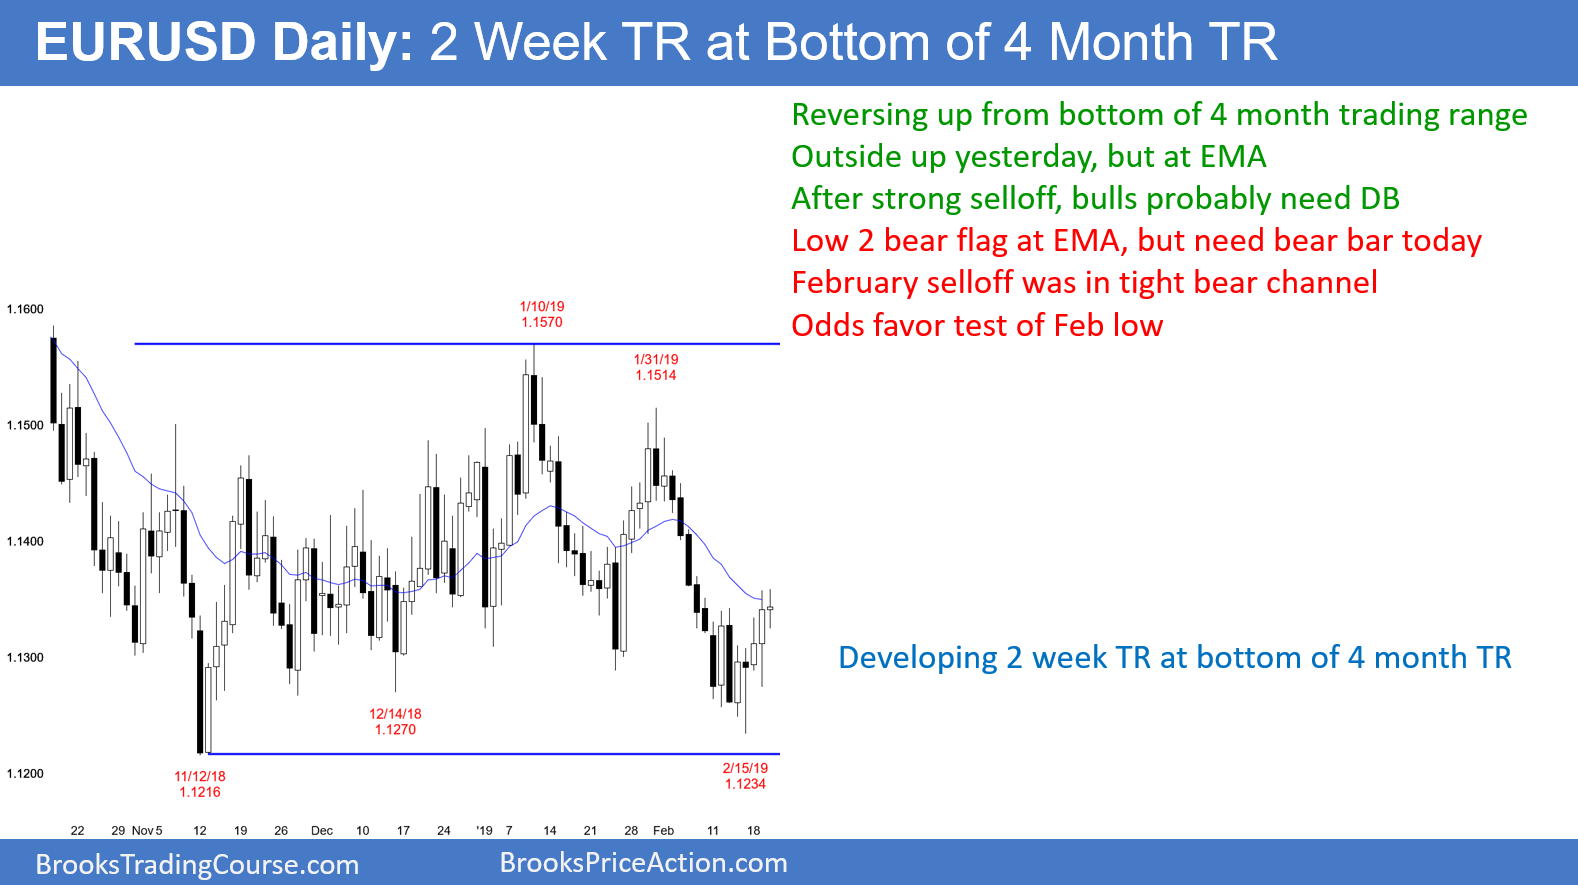 EURUSD Daily: 2 Week TR at Bottom of 4 Month TR
Reversing up from bottom of 4 month trading range
Outside up yesterday, but at EMA
After strong selloff, bulls probably need DB
Low 2 bear flag at EMA, but need bear bar today
February selloff was in tight bear channel
Odds favor test of Feb low
1.1600
1/10/19
1.1570
1/31/19
1.1514
1.1500
1.1400
1.1300
Developing 2 week TR at bottom of 4 month TR
12/14/18
1.1270
1.1200
11/12/18
1.1216
2/15/19
1.1234
22 29 Nov 5 12 19 26 Dec 10 17 24 '19 7 14 21 28 Feb 11 18
BrooksTradingCourse.com
BrooksPriceAction.com